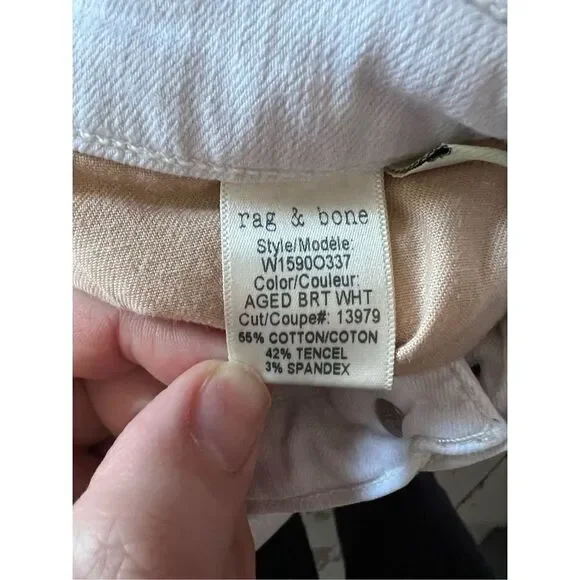 rag & bone
Style/Modèle:
W1590O337
Color/Couleur:
AGED BRT WHT
Cut/Coupe#: 13979
55% COTTON/COTON
42% TENCEL
3% SPANDEX